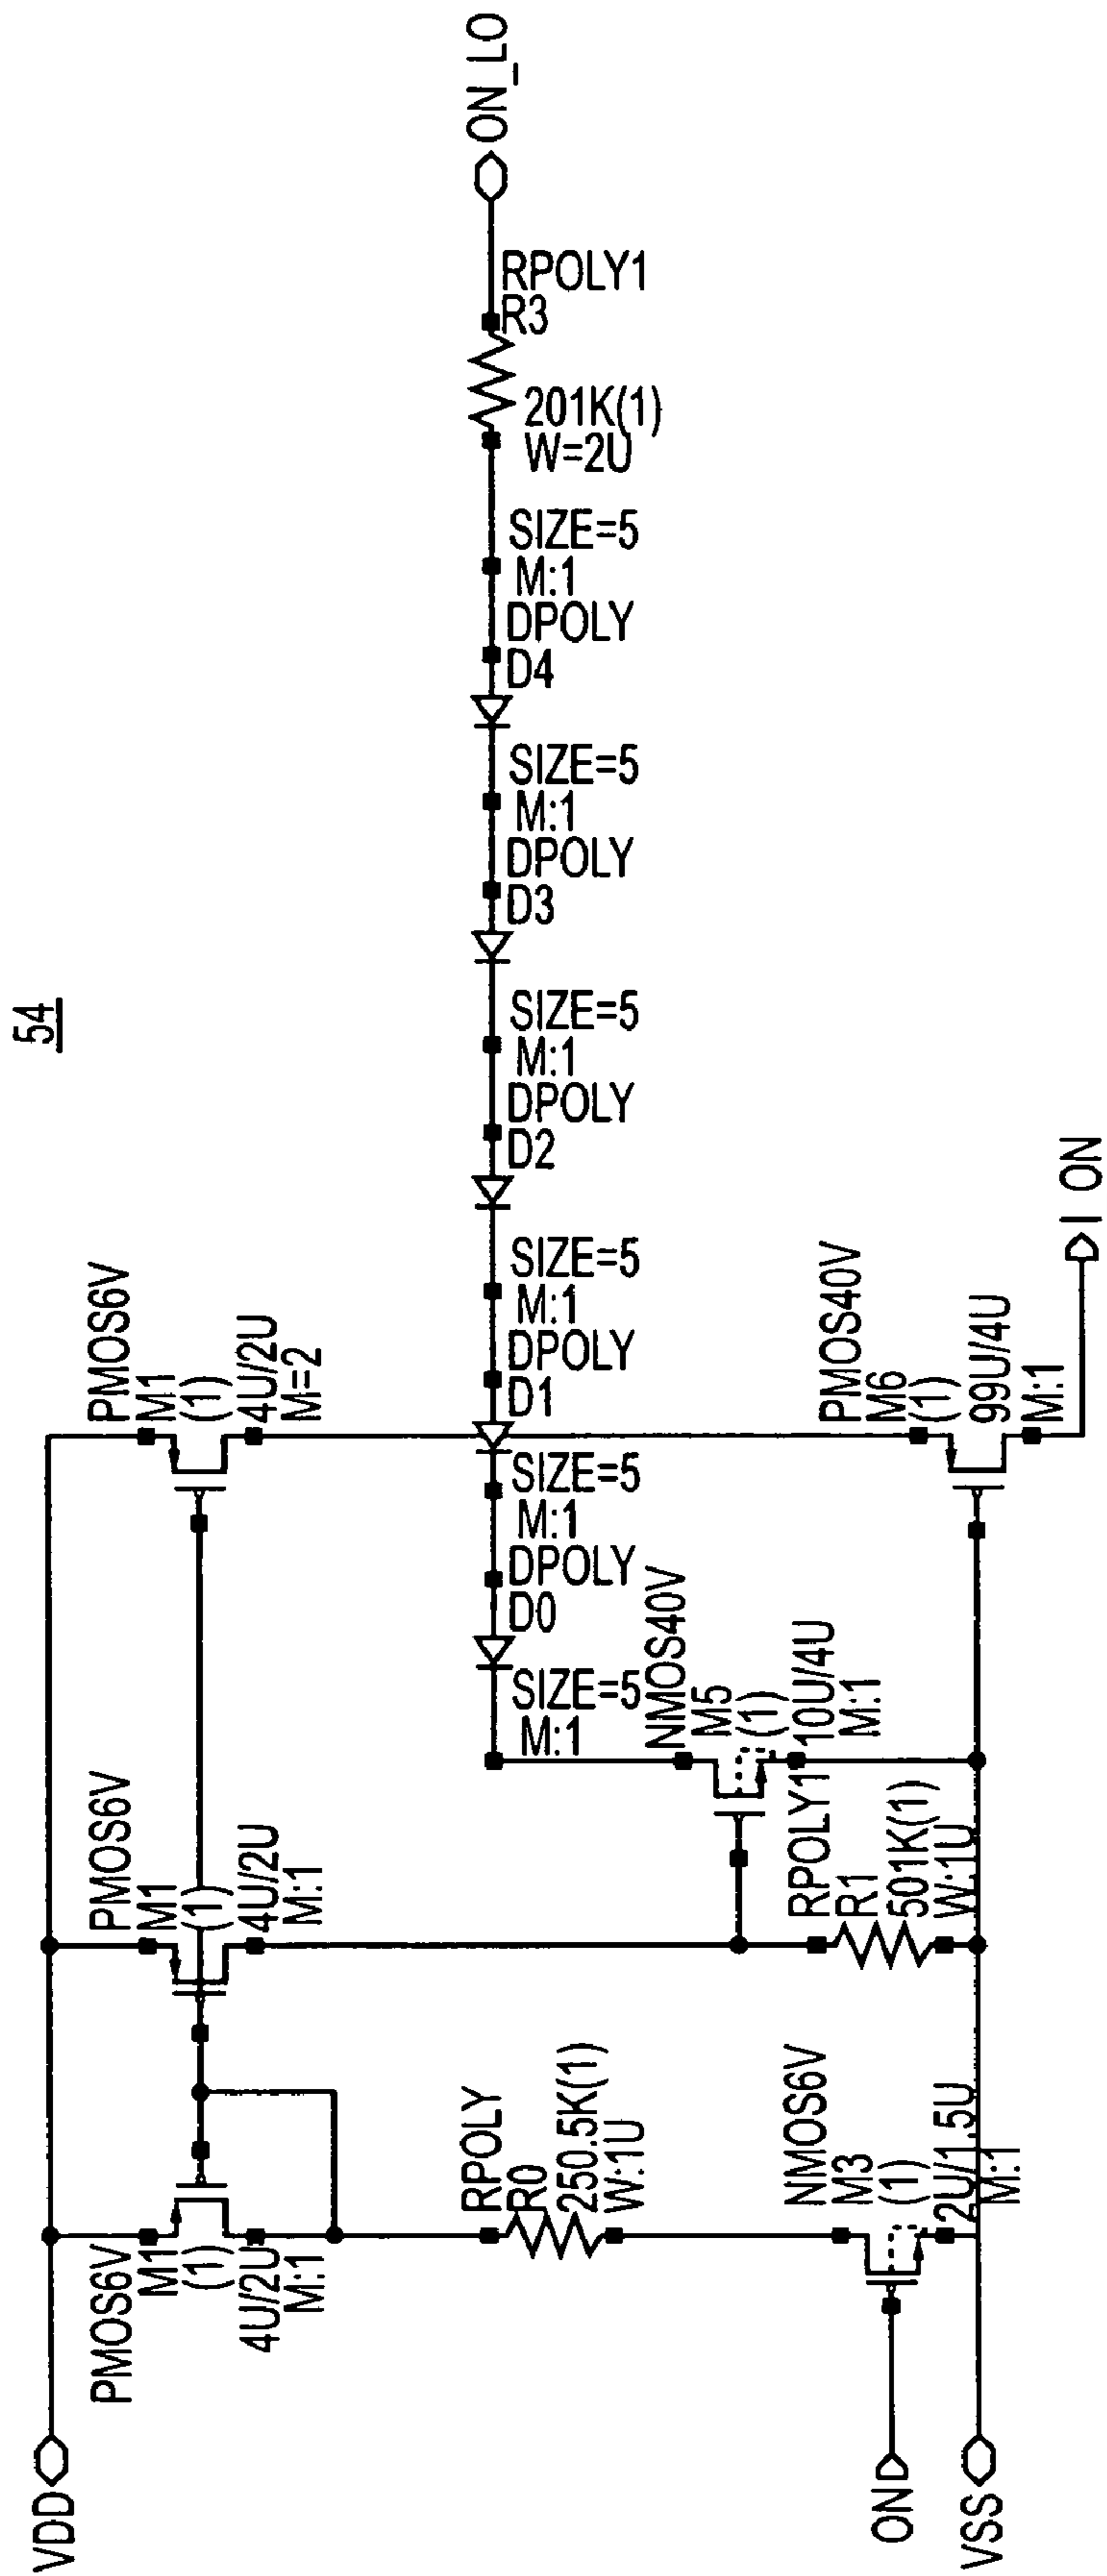 54
VDD
PMOS6V
M1
(1)
4U/2U
M:1
PMOS6V
M1
(1)
4U/2U
M:1
PMOS6V
M1
(1)
4U/2U
M=2
RPOLY
R0
250.5K(1)
W:1U
SIZE=5
M:1
DPOLY
D0
SIZE=5
M:1
DPOLY
D1
SIZE=5
M:1
DPOLY
D2
SIZE=5
M:1
DPOLY
D3
SIZE=5
M:1
DPOLY
D4
SIZE=5
M:1
RPOLY1
R3
201K(1)
W=2U
ON_LO
NMOS40V
M5
(1)
10U/4U
M:1
NMOS6V
M3
(1)
2U/1.5U
M:1
RPOLY1
R1
501K(1)
W:1U
PMOS40V
M6
(1)
99U/4U
M:1
ON
VSS
I_ON